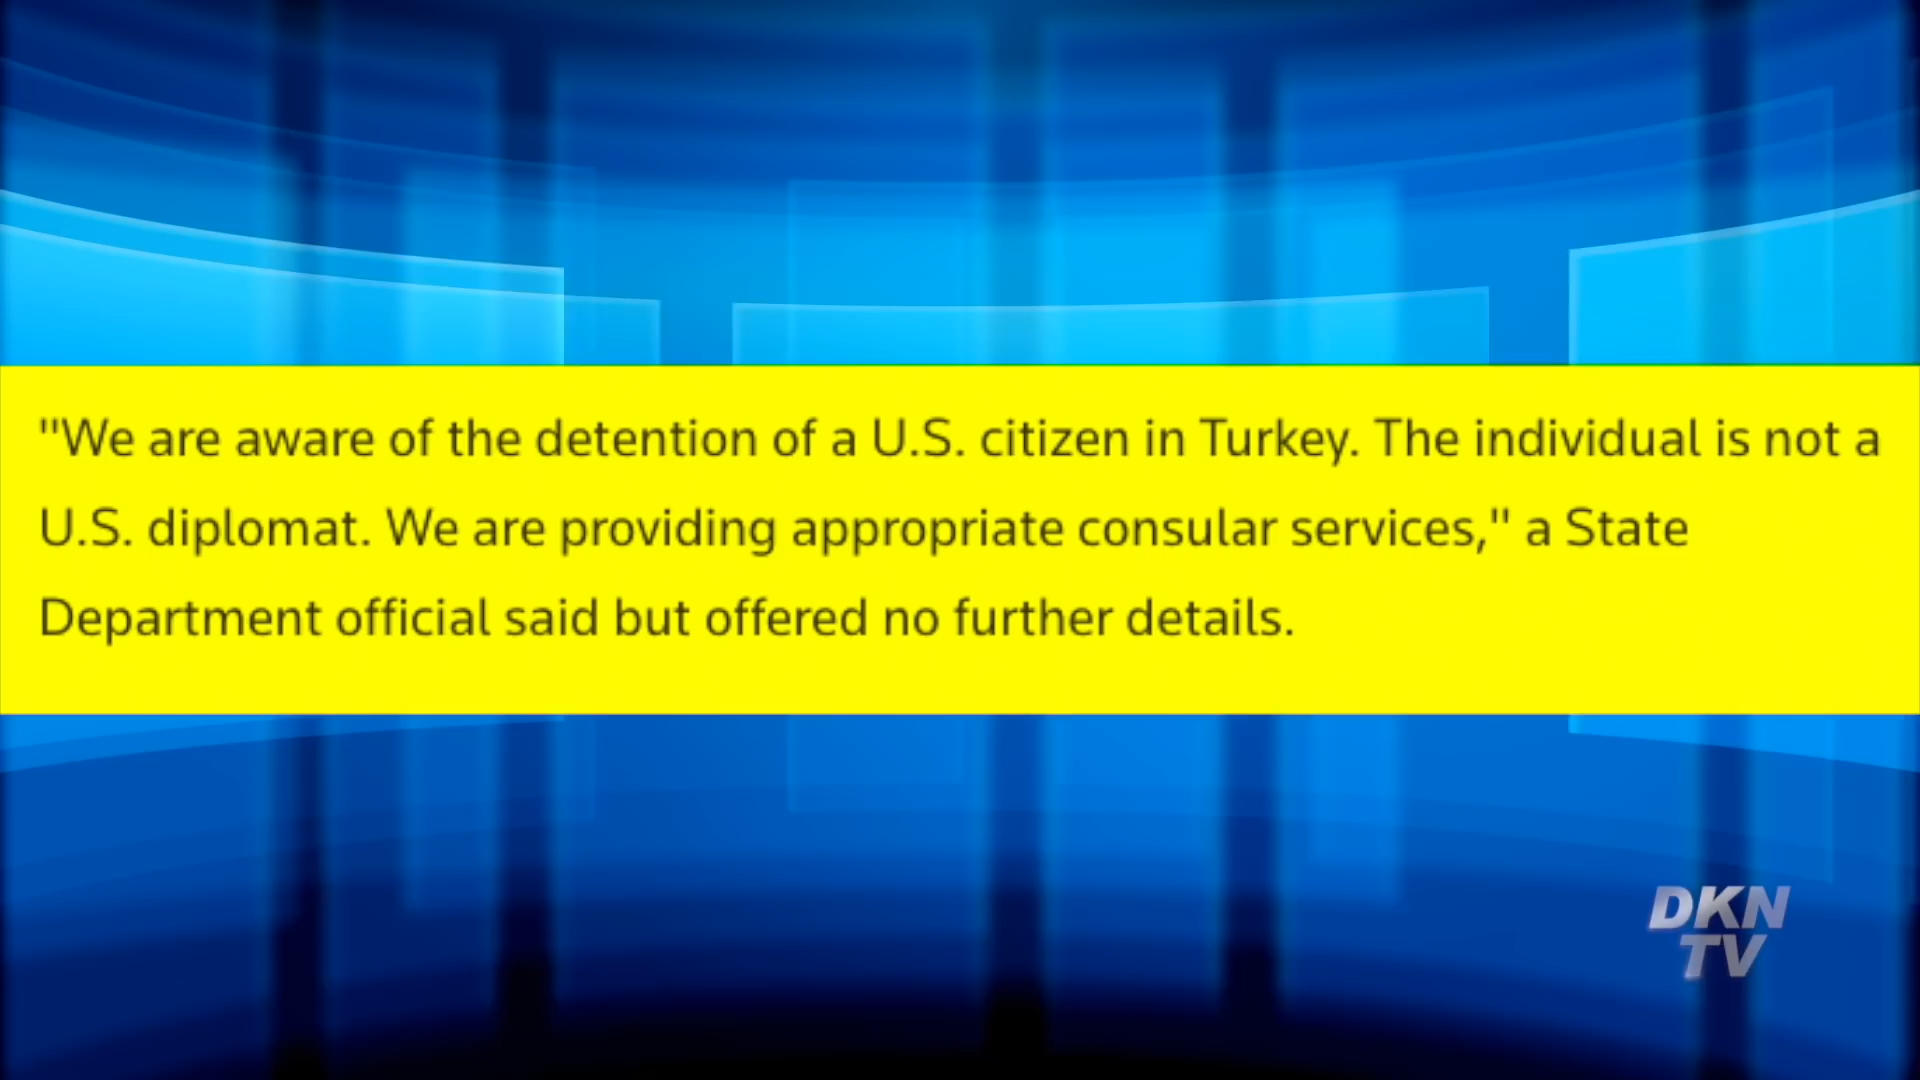 "We are aware of the detention of a U.S. citizen in Turkey. The individual is not a
U.S. diplomat. We are providing appropriate consular services," a State
Department official said but offered no further details.
DKN
TV